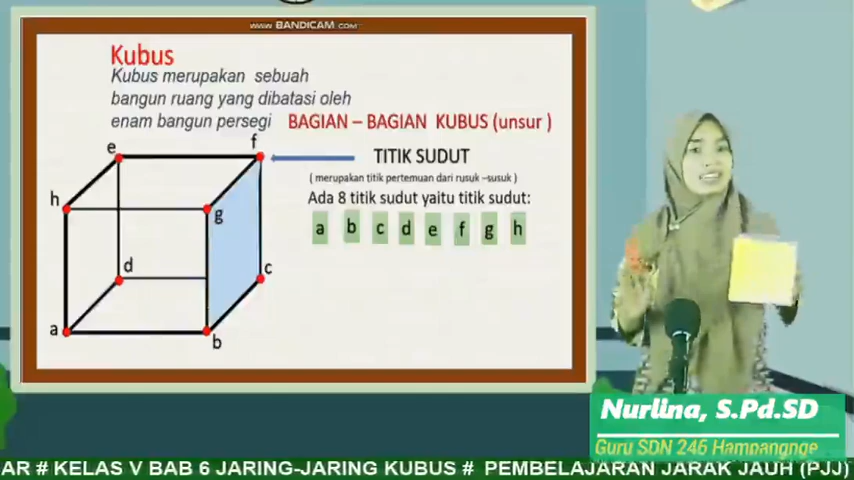 www.BANDICAM.COM
Kubus
Kubus merupakan sebuah
bangun ruang yang dibatasi oleh
enam bangun persegi
BAGIAN – BAGIAN KUBUS (unsur )
TITIK SUDUT
( merupakan titik pertemuan dari rusuk –susuk )
Ada 8 titik sudut yaitu titik sudut:
a b c d e f g h
e
f
h
g
d
c
a
b
Nurlina, S.Pd.SD
Guru SDN 246 Hampangnge
AR # KELAS V BAB 6 JARING-JARING KUBUS # PEMBELAJARAN JARAK JAUH (PJJ)